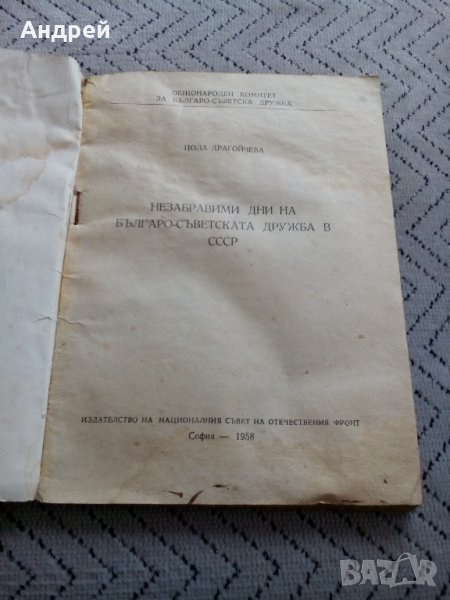 Андрей
ОБЩОНАРОДЕН КОМИТЕТ
ЗА БЪЛГАРО-СЪВЕТСКА ДРУЖБА
ЦОЛА ДРАГОЙЧЕВА
НЕЗАБРАВИМИ ДНИ НА
БЪЛГАРО-СЪВЕТСКАТА ДРУЖБА В
СССР
ИЗДАТЕЛСТВО НА НАЦИОНАЛНИЯ СЪВЕТ НА ОТЕЧЕСТВЕНИЯ ФРОНТ
София — 1958
BAZAR